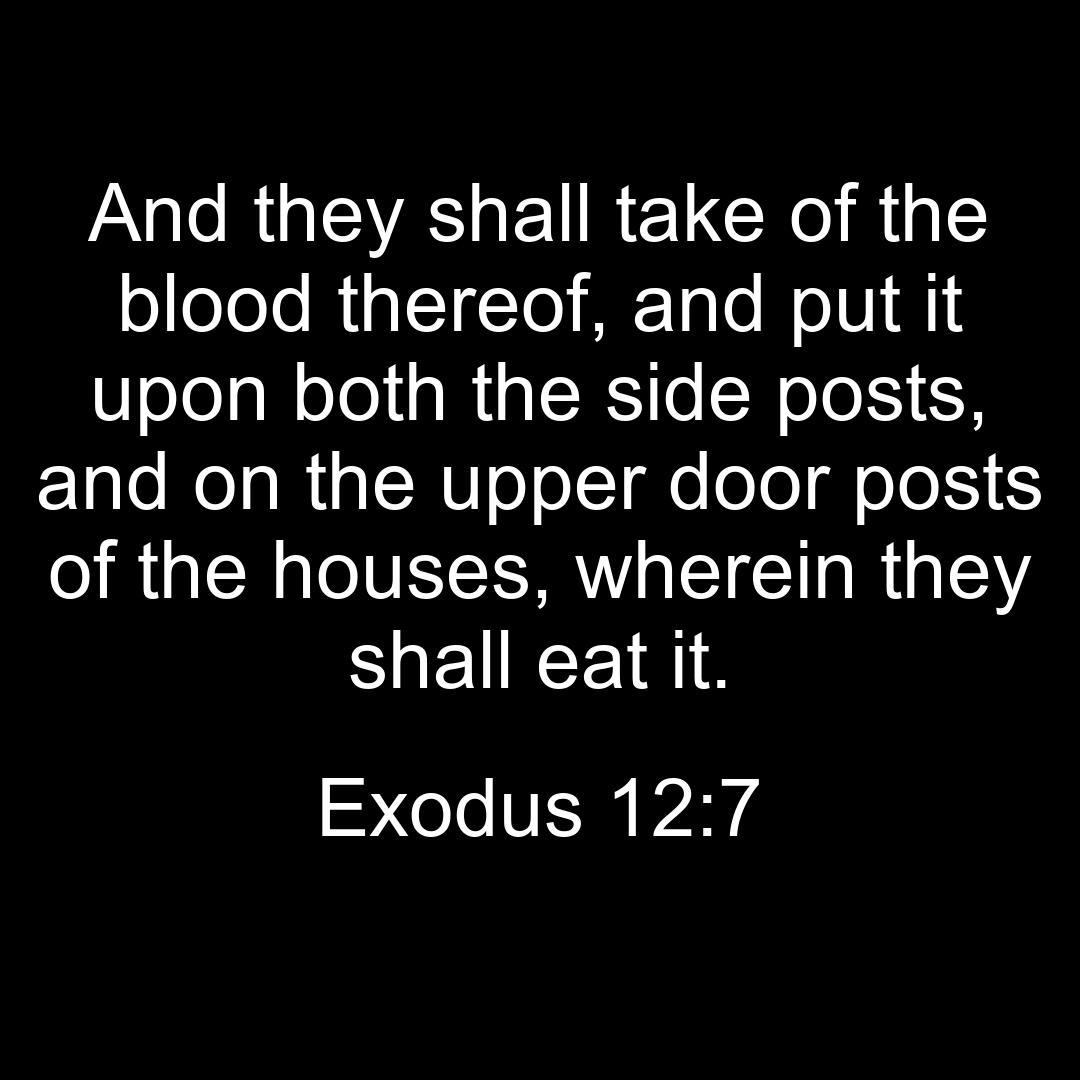 And they shall take of the
blood thereof, and put it
upon both the side posts,
and on the upper door posts
of the houses, wherein they
shall eat it.
Exodus 12:7